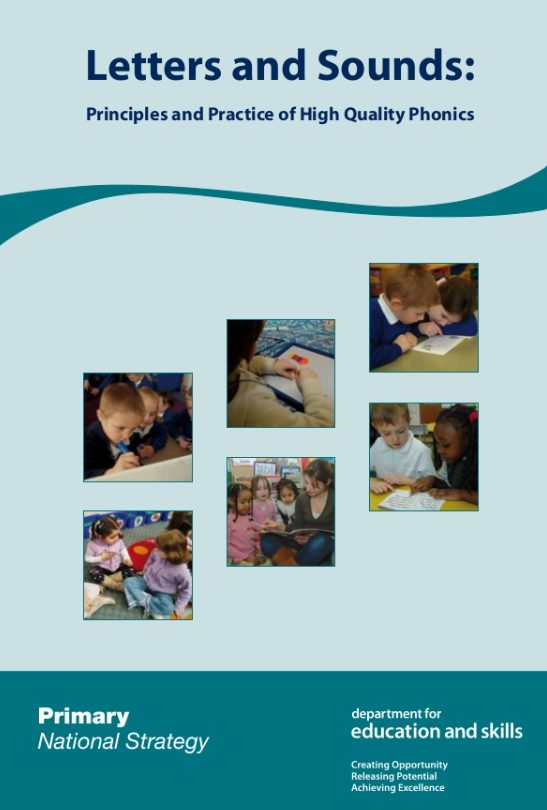 Letters and Sounds:
Principles and Practice of High Quality Phonics
Primary
National Strategy
department for
education and skills
Creating Opportunity
Releasing Potential
Achieving Excellence